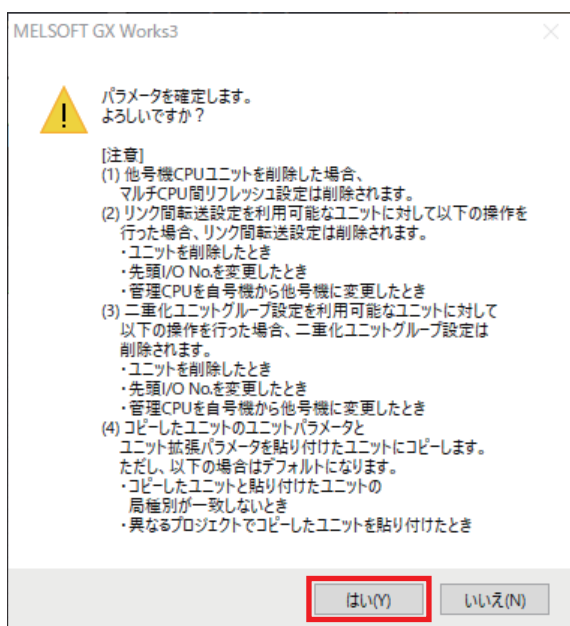 MELSOFT GX Works3
パラメータを確定します。
よろしいですか？
[注意]
(1) 他号機CPUユニットを削除した場合、
マルチCPU間リフレッシュ設定は削除されます。
(2) リンク間転送設定を利用可能なユニットに対して以下の操作を
行った場合、リンク間転送設定は削除されます。
・ユニットを削除したとき
・先頭I/O No.を変更したとき
・管理CPUを自号機から他号機に変更したとき
(3) 二重化ユニットグループ設定を利用可能なユニットに対して
以下の操作を行った場合、二重化ユニットグループ設定は
削除されます。
・ユニットを削除したとき
・先頭I/O No.を変更したとき
・管理CPUを自号機から他号機に変更したとき
(4) コピーしたユニットのユニットパラメータと
ユニット拡張パラメータを貼り付けたユニットにコピーします。
ただし、以下の場合はデフォルトになります。
・コピーしたユニットと貼り付けたユニットの
局種別が一致しないとき
・異なるプロジェクトでコピーしたユニットを貼り付けたとき
はい(Y) いいえ(N)